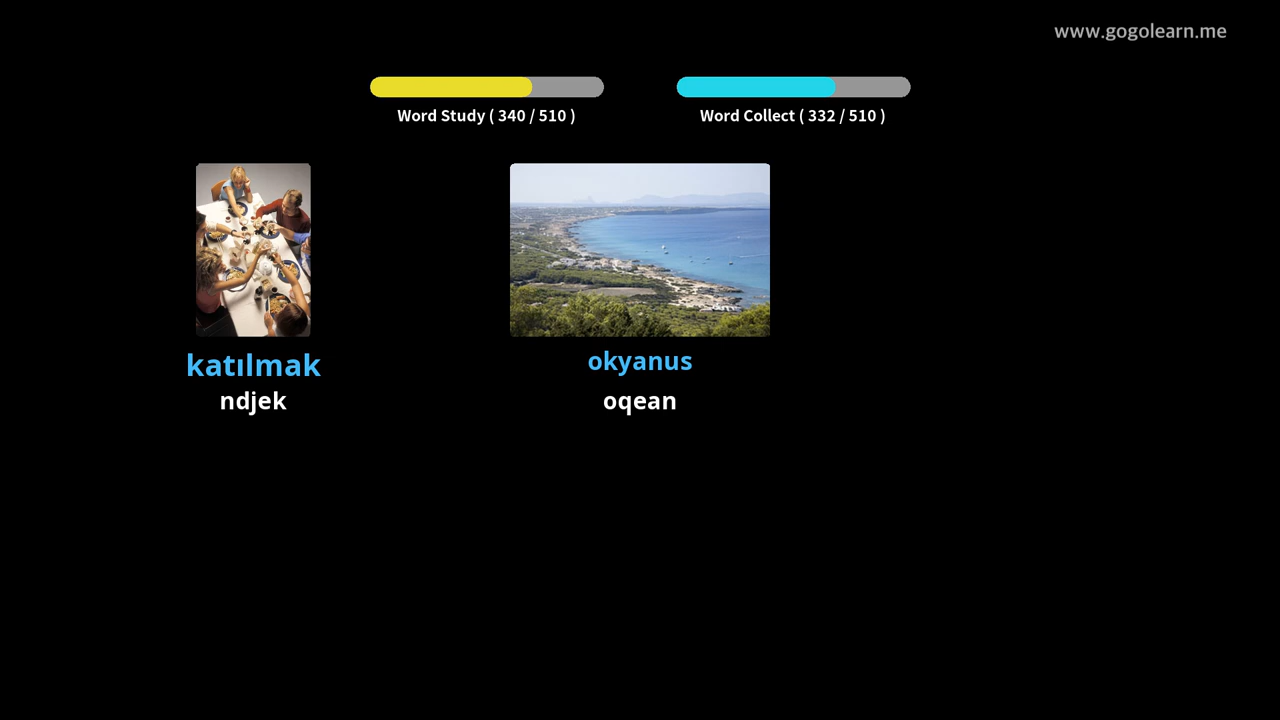 www.gogolearn.me
Word Study ( 340 / 510 )
Word Collect ( 332 / 510 )
katılmak
ndjek
okyanus
oqean